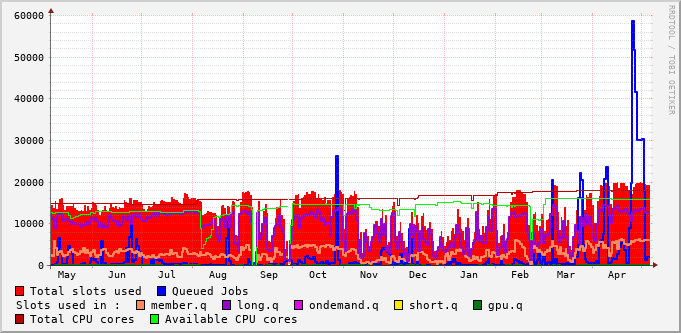 60000
50000
40000
30000
20000
10000
0
May Jun Jul Aug Sep Oct Nov Dec Jan Feb Mar Apr
RRDTOOL / TOBI OETIKER
Total slots used Queued Jobs
Slots used in : member.q long.q ondemand.q short.q gpu.q
Total CPU cores Available CPU cores